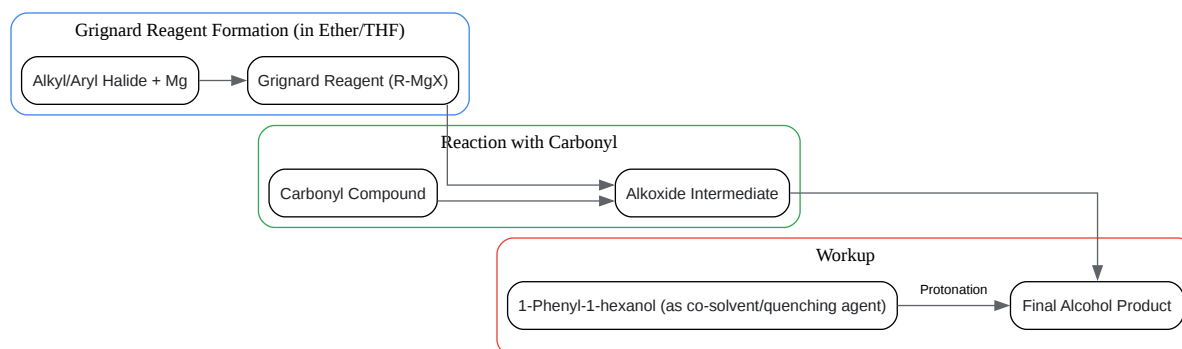 Grignard Reagent Formation (in Ether/THF)
Alkyl/Aryl Halide + Mg
Grignard Reagent (R-MgX)
Reaction with Carbonyl
Carbonyl Compound
Alkoxide Intermediate
Workup
1-Phenyl-1-hexanol (as co-solvent/quenching agent)
Protonation
Final Alcohol Product